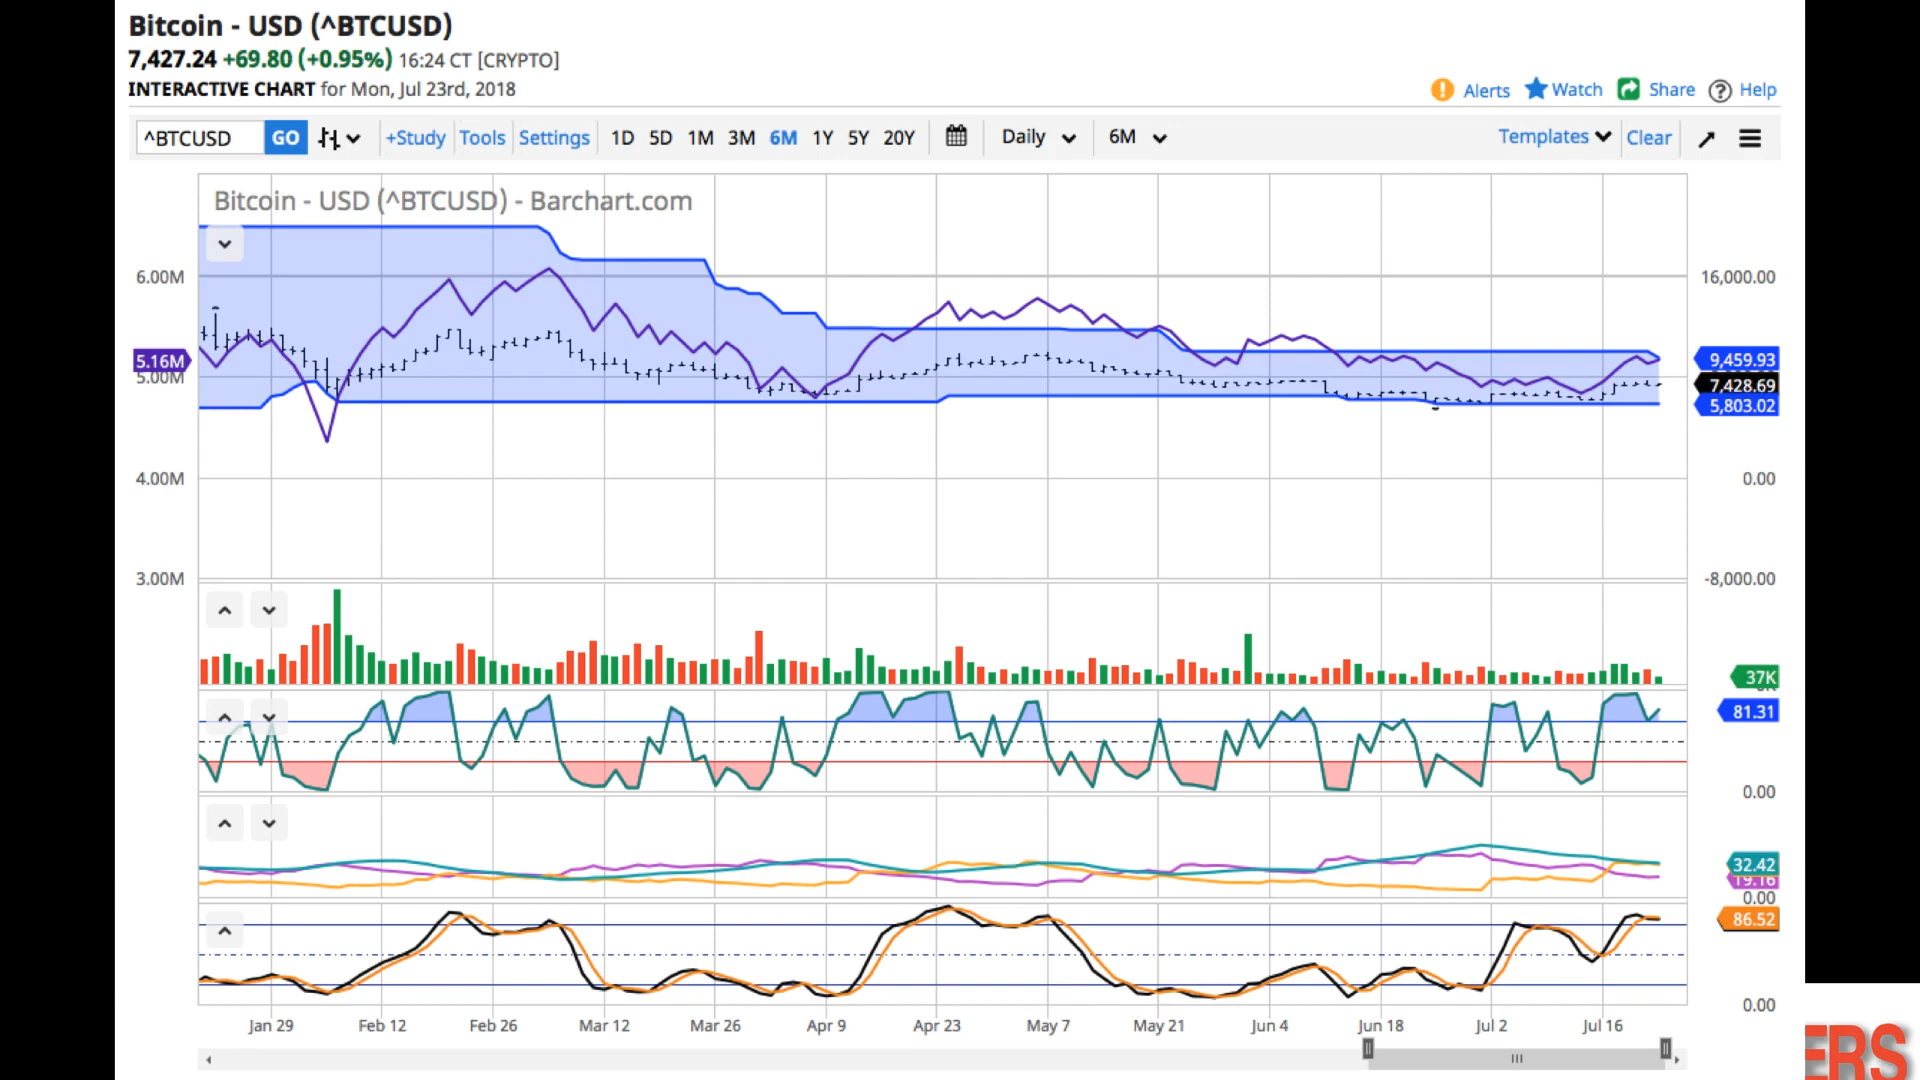 Bitcoin - USD (^BTCUSD)
7,427.24 +69.80 (+0.95%) 16:24 CT [CRYPTO]
INTERACTIVE CHART for Mon, Jul 23rd, 2018
Alerts Watch Share ? Help
^BTCUSD GO +Study Tools Settings 1D 5D 1M 3M 6M 1Y 5Y 20Y Daily 6M Templates Clear
Bitcoin - USD (^BTCUSD) - Barchart.com
6.00M 16,000.00
5.16M 9,459.93
5.00M 7,428.69
5,803.02
4.00M 0.00
3.00M -8,000.00
37K
81.31
0.00
32.42
19.16
0.00
86.52
0.00
Jan 29 Feb 12 Feb 26 Mar 12 Mar 26 Apr 9 Apr 23 May 7 May 21 Jun 4 Jun 18 Jul 2 Jul 16
ERS